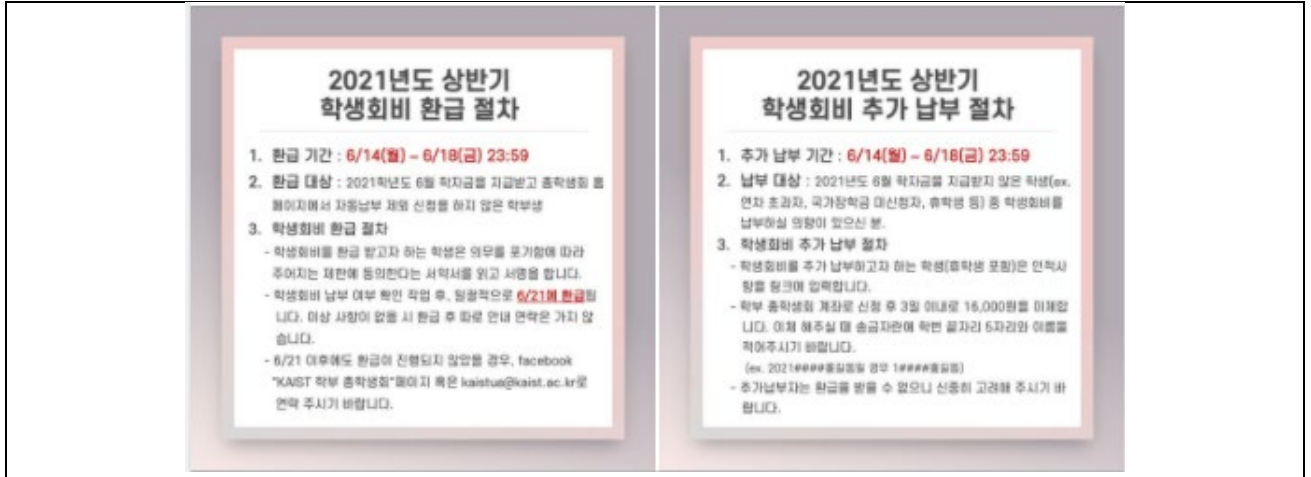 2021년도 상반기
학생회비 환급 절차
1. 환급 기간 : 6/14(월) – 6/18(금) 23:59
2. 환급 대상 : 2021학년도 6월 학자금을 지급받고 총학생회 홈
페이지에서 자동납부 제외 신청을 하지 않은 학부생
3. 학생회비 환급 절차
- 학생회비를 환급 받고자 하는 학생은 의무를 포기함에 따라
주어지는 제한에 동의한다는 서약서를 읽고 서명을 합니다.
- 학생회비 납부 여부 확인 작업 후, 일괄적으로 6/21에 환급됩
니다. 이상 사항이 없을 시 환급 후 따로 안내 연락은 가지 않
습니다.
- 6/21 이후에도 환급이 진행되지 않았을 경우, facebook
"KAIST 학부 총학생회"페이지 혹은 kaistua@kaist.ac.kr로
연락 주시기 바랍니다.
2021년도 상반기
학생회비 추가 납부 절차
1. 추가 납부 기간 : 6/14(월) – 6/18(금) 23:59
2. 납부 대상 : 2021년도 6월 학자금을 지급받지 않은 학생(ex.
연차 초과자, 국가장학금 미신청자, 휴학생 등) 중 학생회비를
납부하실 의향이 있으신 분.
3. 학생회비 추가 납부 절차
- 학생회비를 추가 납부하고자 하는 학생(휴학생 포함)은 인적사
항을 링크에 입력합니다.
- 학부 총학생회 계좌로 신청 후 3일 이내로 16,000원을 이체합
니다. 이체 해주실 때 송금자란에 학번 끝자리 5자리와 이름을
적어주시기 바랍니다.
(ex. 2021####홍길동일 경우 1####홍길동)
- 추가납부자는 환급을 받을 수 없으니 신중히 고려해 주시기 바
랍니다.